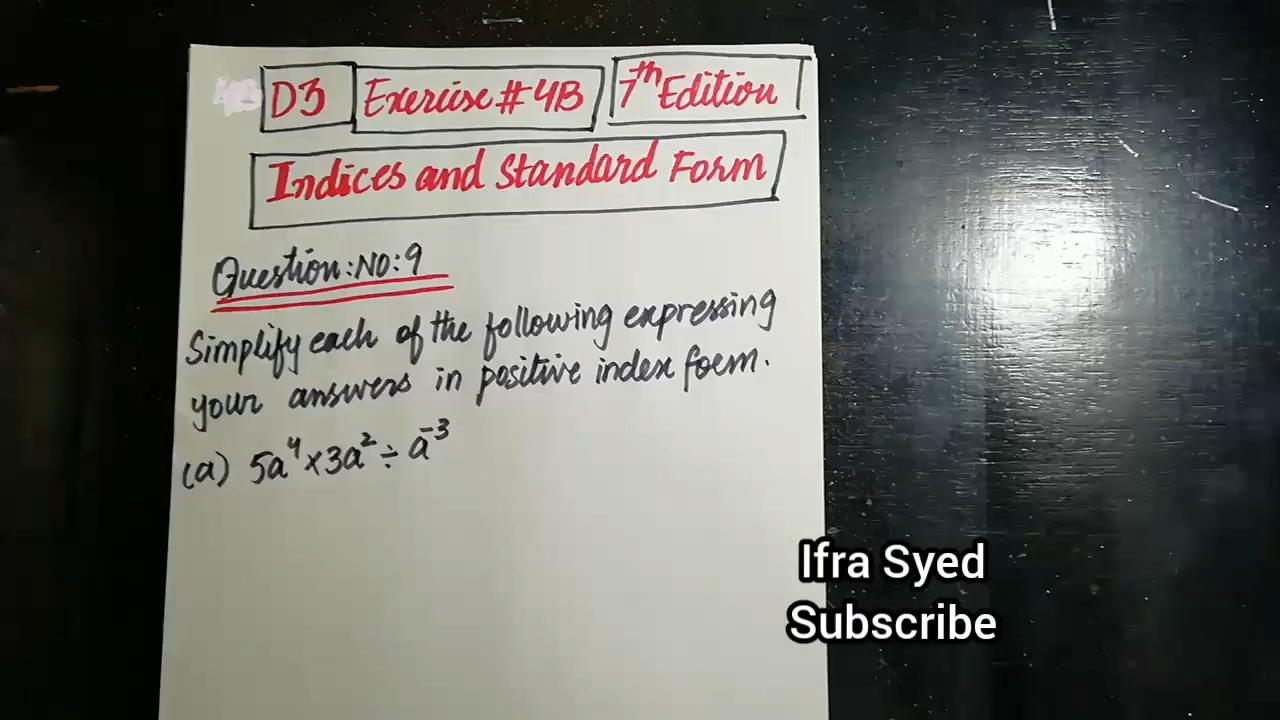 D3 Exercise # 4B 7th Edition
Indices and Standard Form
Question:No:9
Simplify each of the following expressing
your answers in positive index form.
(a) 5a⁴×3a²÷a⁻³
Ifra Syed
Subscribe